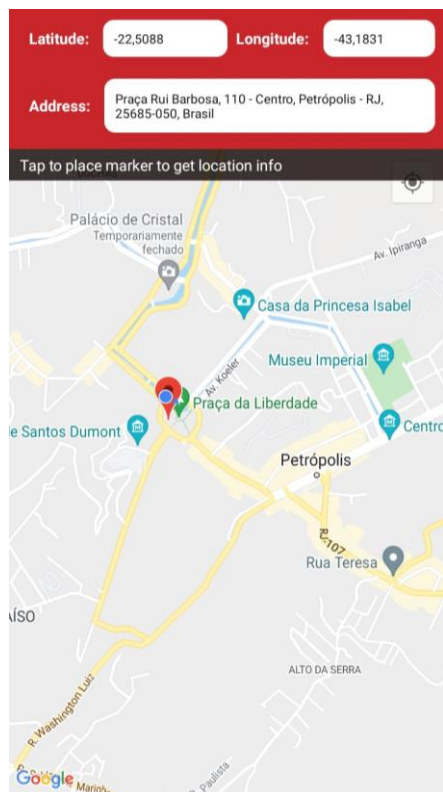 Latitude:
-22,5088
Longitude:
-43,1831
Address:
Praça Rui Barbosa, 110 - Centro, Petrópolis - RJ,
25685-050, Brasil
Tap to place marker to get location info
Palácio de Cristal
Temporariamente
fechado
Av. Ipiranga
Casa da Princesa Isabel
Museu Imperial
Av. Koeler
Praça da Liberdade
e Santos Dumont
Centro
Petrópolis
RJ-107
Rua Teresa
AÍSO
ALTO DA SERRA
R. Washington Luiz
Google
Marinho
Paulista